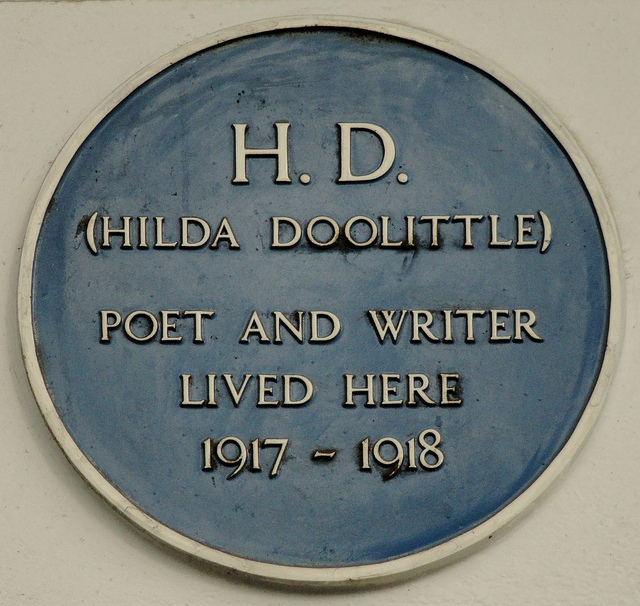 H. D.
(HILDA DOOLITTLE)
POET AND WRITER
LIVED HERE
1917 - 1918